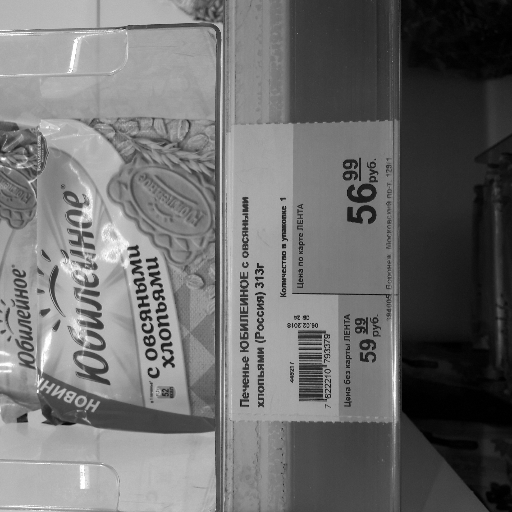 Юбилейное
Юбилейное®
с овсяными
хлопьями
НОВИНК
Печенье ЮБИЛЕЙНОЕ с овсяными
хлопьями (Россия) 313г
Количество в упаковке 1
Цена по карте ЛЕНТА
56 99
руб.
06.02.2018
7 622210 793379
Цена без карты ЛЕНТА
59 99
руб.